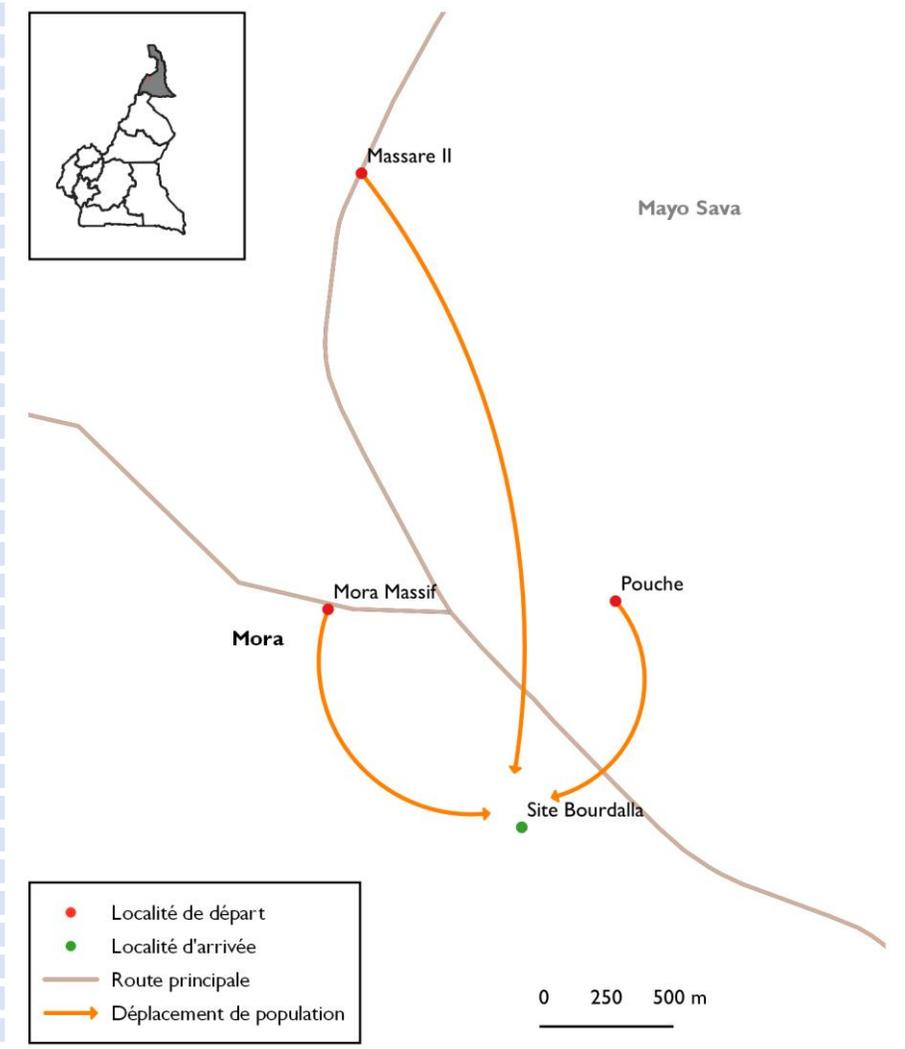 Massare II
Mayo Sava
Pouche
Mora Massif
Mora
Site Bourdalla
Localité de départ
Localité d'arrivée
Route principale
Déplacement de population
0 250 500 m